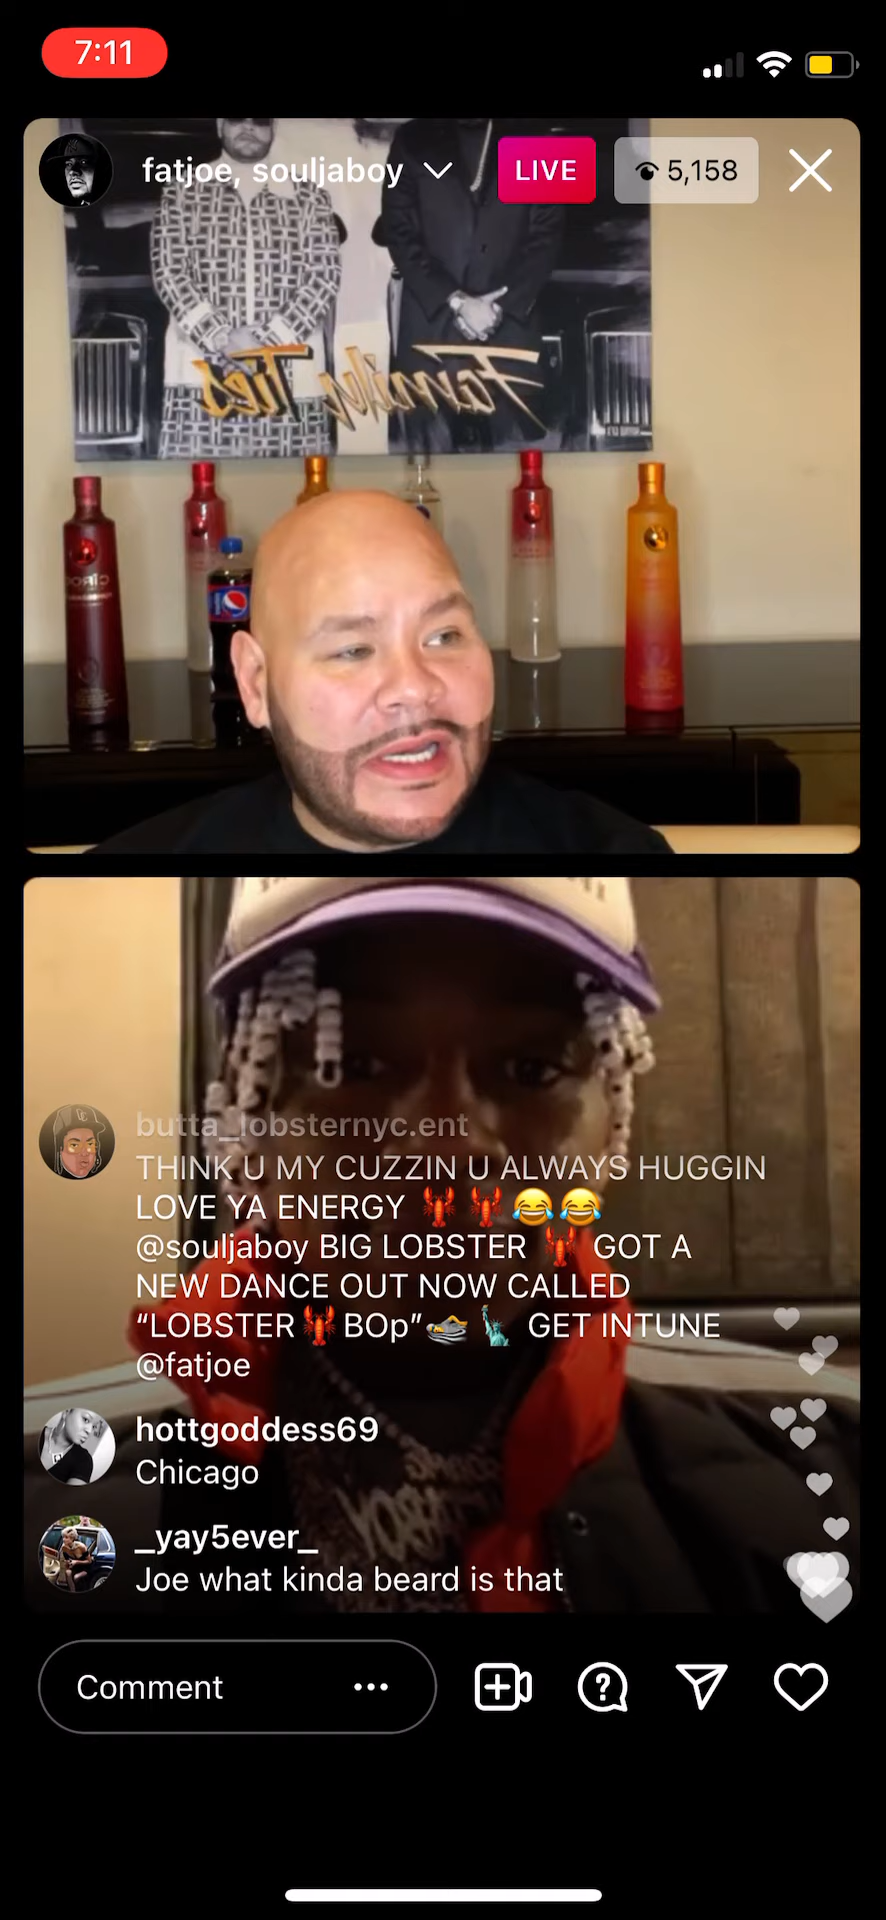 7:11
fatjoe, souljaboy
LIVE
5,158
Family Ties
CÎROC
butta_lobsternyc.ent
THINK U MY CUZZIN U ALWAYS HUGGIN
LOVE YA ENERGY 🦞 🦞 😂😂
@souljaboy BIG LOBSTER 🦞 GOT A
NEW DANCE OUT NOW CALLED
“LOBSTER🦞BOp”👟🗽 GET INTUNE
@fatjoe
hottgoddess69
Chicago
_yay5ever_
Joe what kinda beard is that
Comment